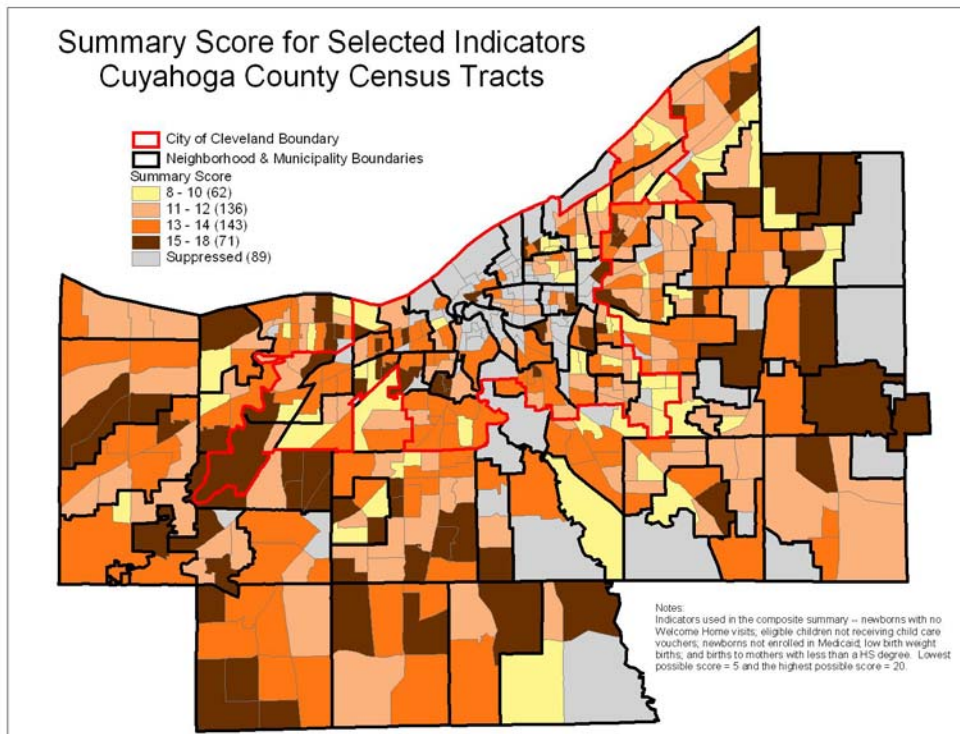 Summary Score for Selected Indicators
Cuyahoga County Census Tracts
City of Cleveland Boundary
Neighborhood & Municipality Boundaries
Summary Score
8 - 10 (62)
11 - 12 (136)
13 - 14 (143)
15 - 18 (71)
Suppressed (89)
Notes:
Indicators used in the composite summary -- newborns with no
Welcome Home visits; eligible children not receiving child care
vouchers; newborns not enrolled in Medicaid; low birth weight
births; and births to mothers with less than a HS degree. Lowest
possible score = 5 and the highest possible score = 20.